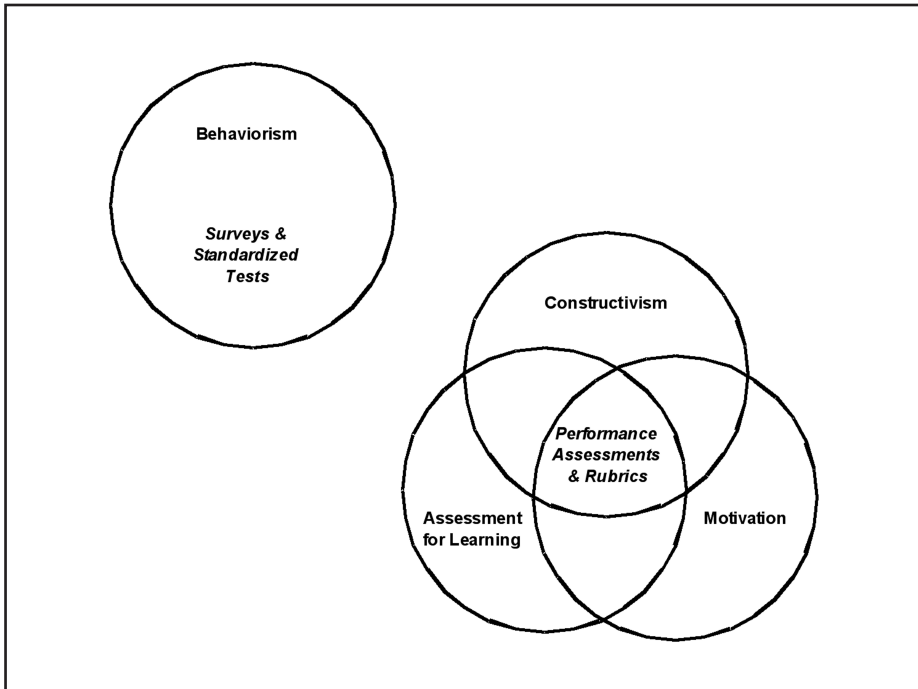 Behaviorism
Surveys &
Standardized
Tests
Constructivism
Performance
Assessments
& Rubrics
Assessment
for Learning
Motivation